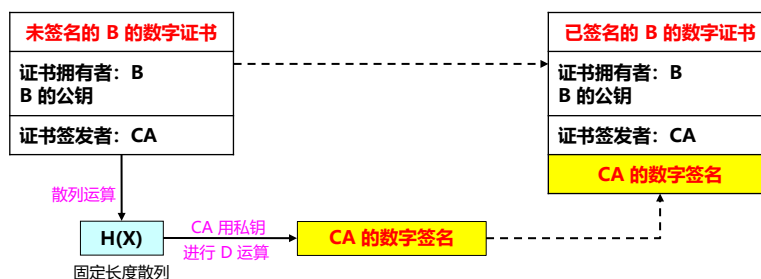 未签名的 B 的数字证书
证书拥有者：B
B 的公钥
证书签发者：CA
散列运算
H(X)
固定长度散列
CA 用私钥
进行 D 运算
CA 的数字签名
已签名的 B 的数字证书
证书拥有者：B
B 的公钥
证书签发者：CA
CA 的数字签名